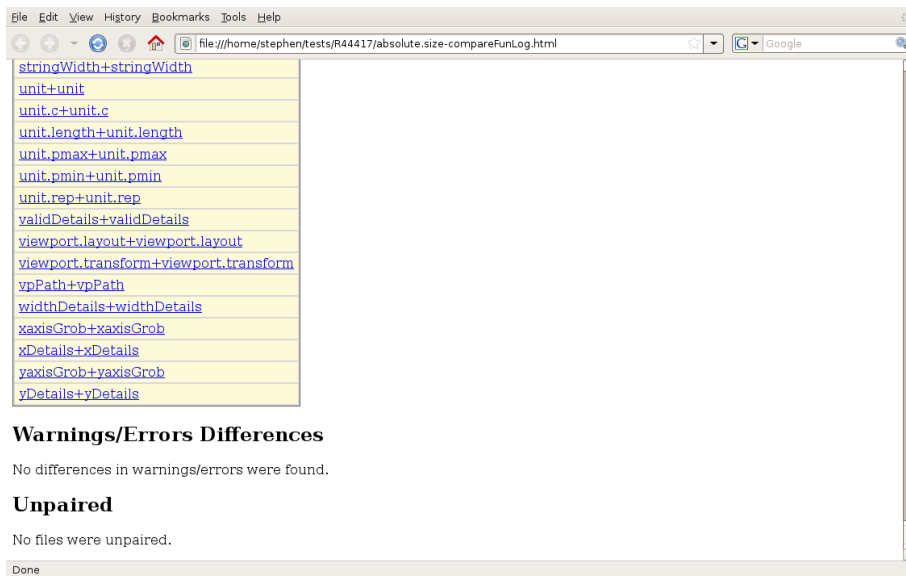 File Edit View History Bookmarks Tools Help
file:///home/stephen/tests/R44417/absolute.size-compareFunLog.html
G Google
stringWidth+stringWidth
unit+unit
unit.c+unit.c
unit.length+unit.length
unit.pmax+unit.pmax
unit.pmin+unit.pmin
unit.rep+unit.rep
validDetails+validDetails
viewport.layout+viewport.layout
viewport.transform+viewport.transform
vpPath+vpPath
widthDetails+widthDetails
xaxisGrob+xaxisGrob
xDetails+xDetails
yaxisGrob+yaxisGrob
yDetails+yDetails
Warnings/Errors Differences
No differences in warnings/errors were found.
Unpaired
No files were unpaired.
Done